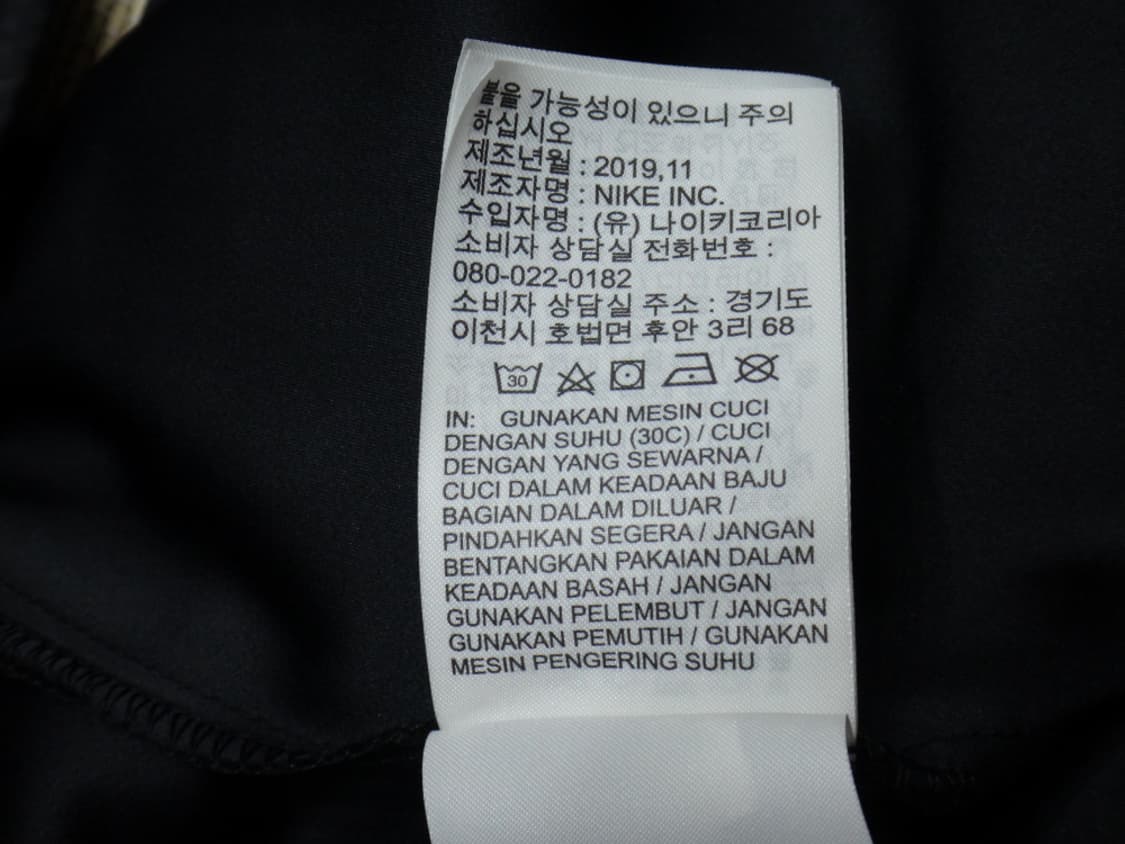 붙을 가능성이 있으니 주의
하십시오
제조년월 : 2019,11
제조자명 : NIKE INC.
수입자명 : (유) 나이키코리아
소비자 상담실 전화번호 :
080-022-0182
소비자 상담실 주소 : 경기도
이천시 호법면 후안 3리 68
30
IN: GUNAKAN MESIN CUCI
DENGAN SUHU (30C) / CUCI
DENGAN YANG SEWARNA /
CUCI DALAM KEADAAN BAJU
BAGIAN DALAM DILUAR /
PINDAHKAN SEGERA / JANGAN
BENTANGKAN PAKAIAN DALAM
KEADAAN BASAH / JANGAN
GUNAKAN PELEMBUT / JANGAN
GUNAKAN PEMUTIH / GUNAKAN
MESIN PENGERING SUHU